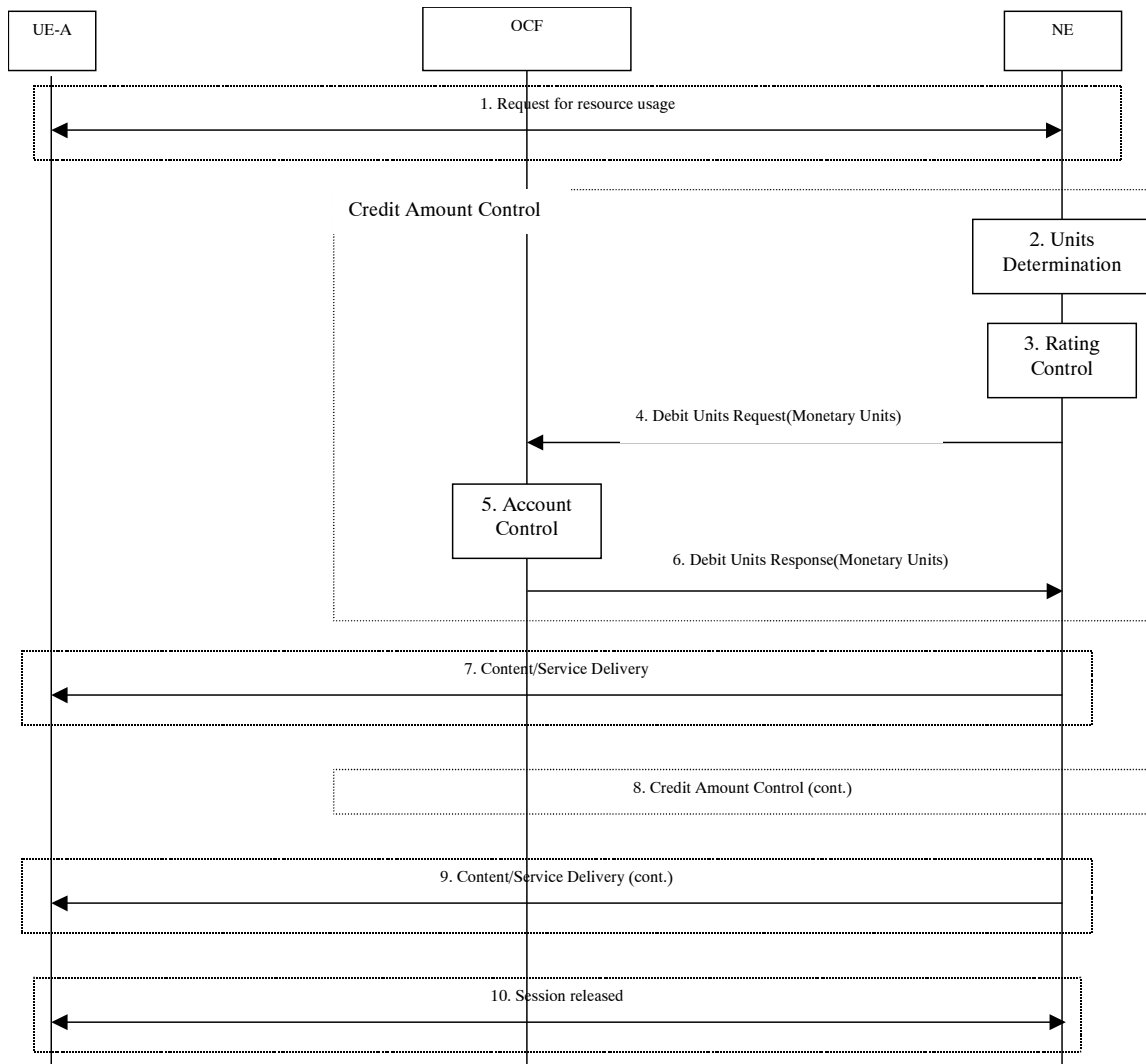 UE-A
OCF
NE
1. Request for resource usage
Credit Amount Control
2. Units
Determination
3. Rating
Control
4. Debit Units Request(Monetary Units)
5. Account
Control
6. Debit Units Response(Monetary Units)
7. Content/Service Delivery
8. Credit Amount Control (cont.)
9. Content/Service Delivery (cont.)
10. Session released